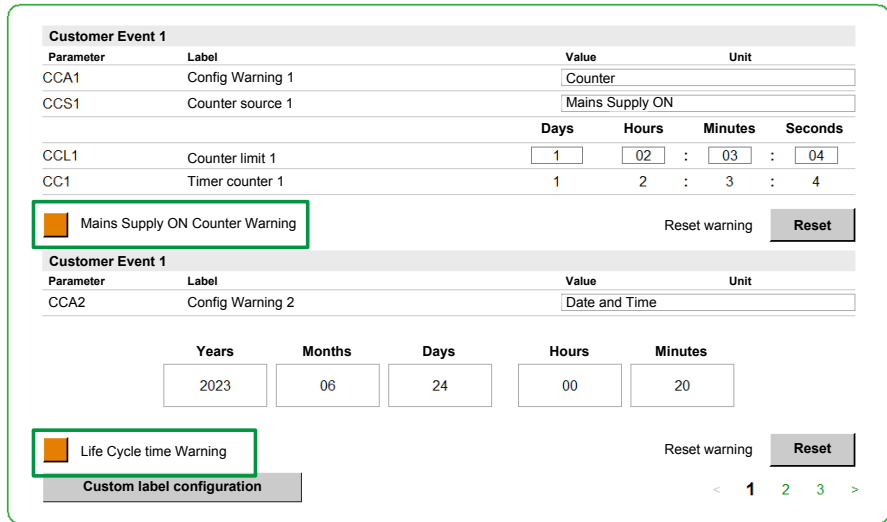 Customer Event 1
Parameter Label Value Unit
CCA1 Config Warning 1 Counter
CCS1 Counter source 1 Mains Supply ON
Days Hours Minutes Seconds
CCL1 Counter limit 1 1 02 : 03 : 04
CC1 Timer counter 1 1 2 : 3 : 4
Mains Supply ON Counter Warning Reset warning Reset
Customer Event 1
Parameter Label Value Unit
CCA2 Config Warning 2 Date and Time
Years Months Days Hours Minutes
2023 06 24 00 20
Life Cycle time Warning Reset warning Reset
Custom label configuration < 1 2 3 >